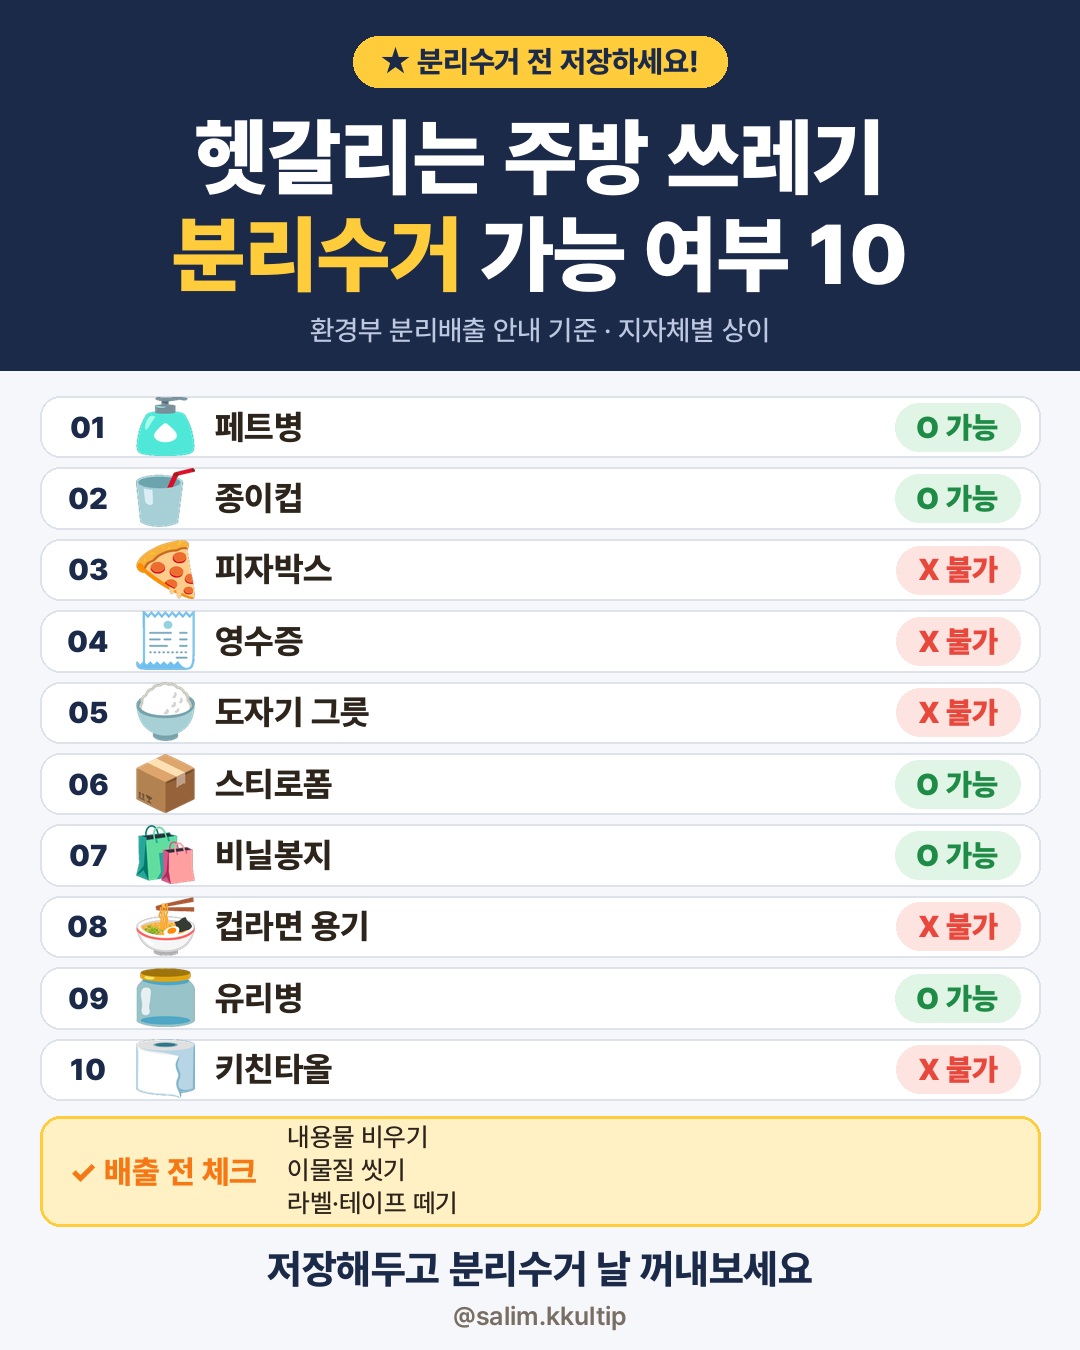 ★ 분리수거 전 저장하세요!
헷갈리는 주방 쓰레기
분리수거 가능 여부 10
환경부 분리배출 안내 기준 · 지자체별 상이
01 페트병 O 가능
02 종이컵 O 가능
03 피자박스 X 불가
04 영수증 X 불가
05 도자기 그릇 X 불가
06 스티로폼 O 가능
07 비닐봉지 O 가능
08 컵라면 용기 X 불가
09 유리병 O 가능
10 키친타올 X 불가
✓ 배출 전 체크
내용물 비우기
이물질 씻기
라벨·테이프 떼기
저장해두고 분리수거 날 꺼내보세요
@salim.kkultip